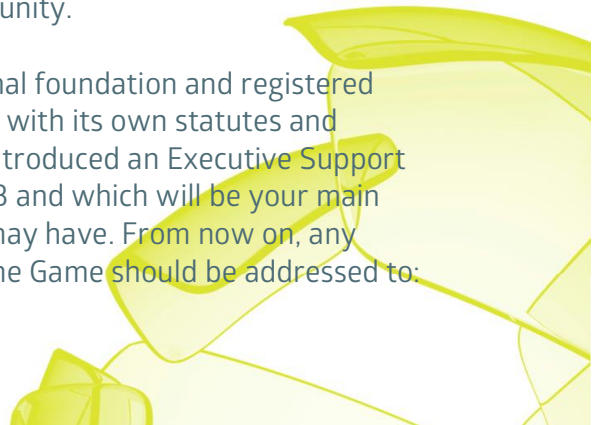 unity.
nal foundation and registered
with its own statutes and
troduced an Executive Support
B and which will be your main
may have. From now on, any
he Game should be addressed to: